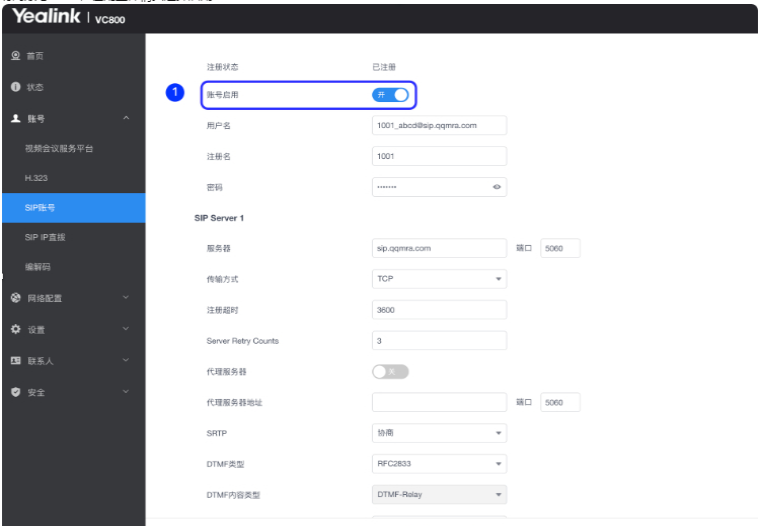 Yealink | VC800
首页
状态
账号
视频会议服务平台
H.323
SIP账号
SIP IP直拨
编解码
网络配置
设置
联系人
安全
注册状态 已注册
1 账号启用 开
用户名 1001_abcd@sip.qqmra.com
注册名 1001
密码 •••••••
SIP Server 1
服务器 sip.qqmra.com 端口 5060
传输方式 TCP
注册超时 3600
Server Retry Counts 3
代理服务器 关
代理服务器地址 端口 5060
SRTP 协商
DTMF类型 RFC2833
DTMF内容类型 DTMF-Relay